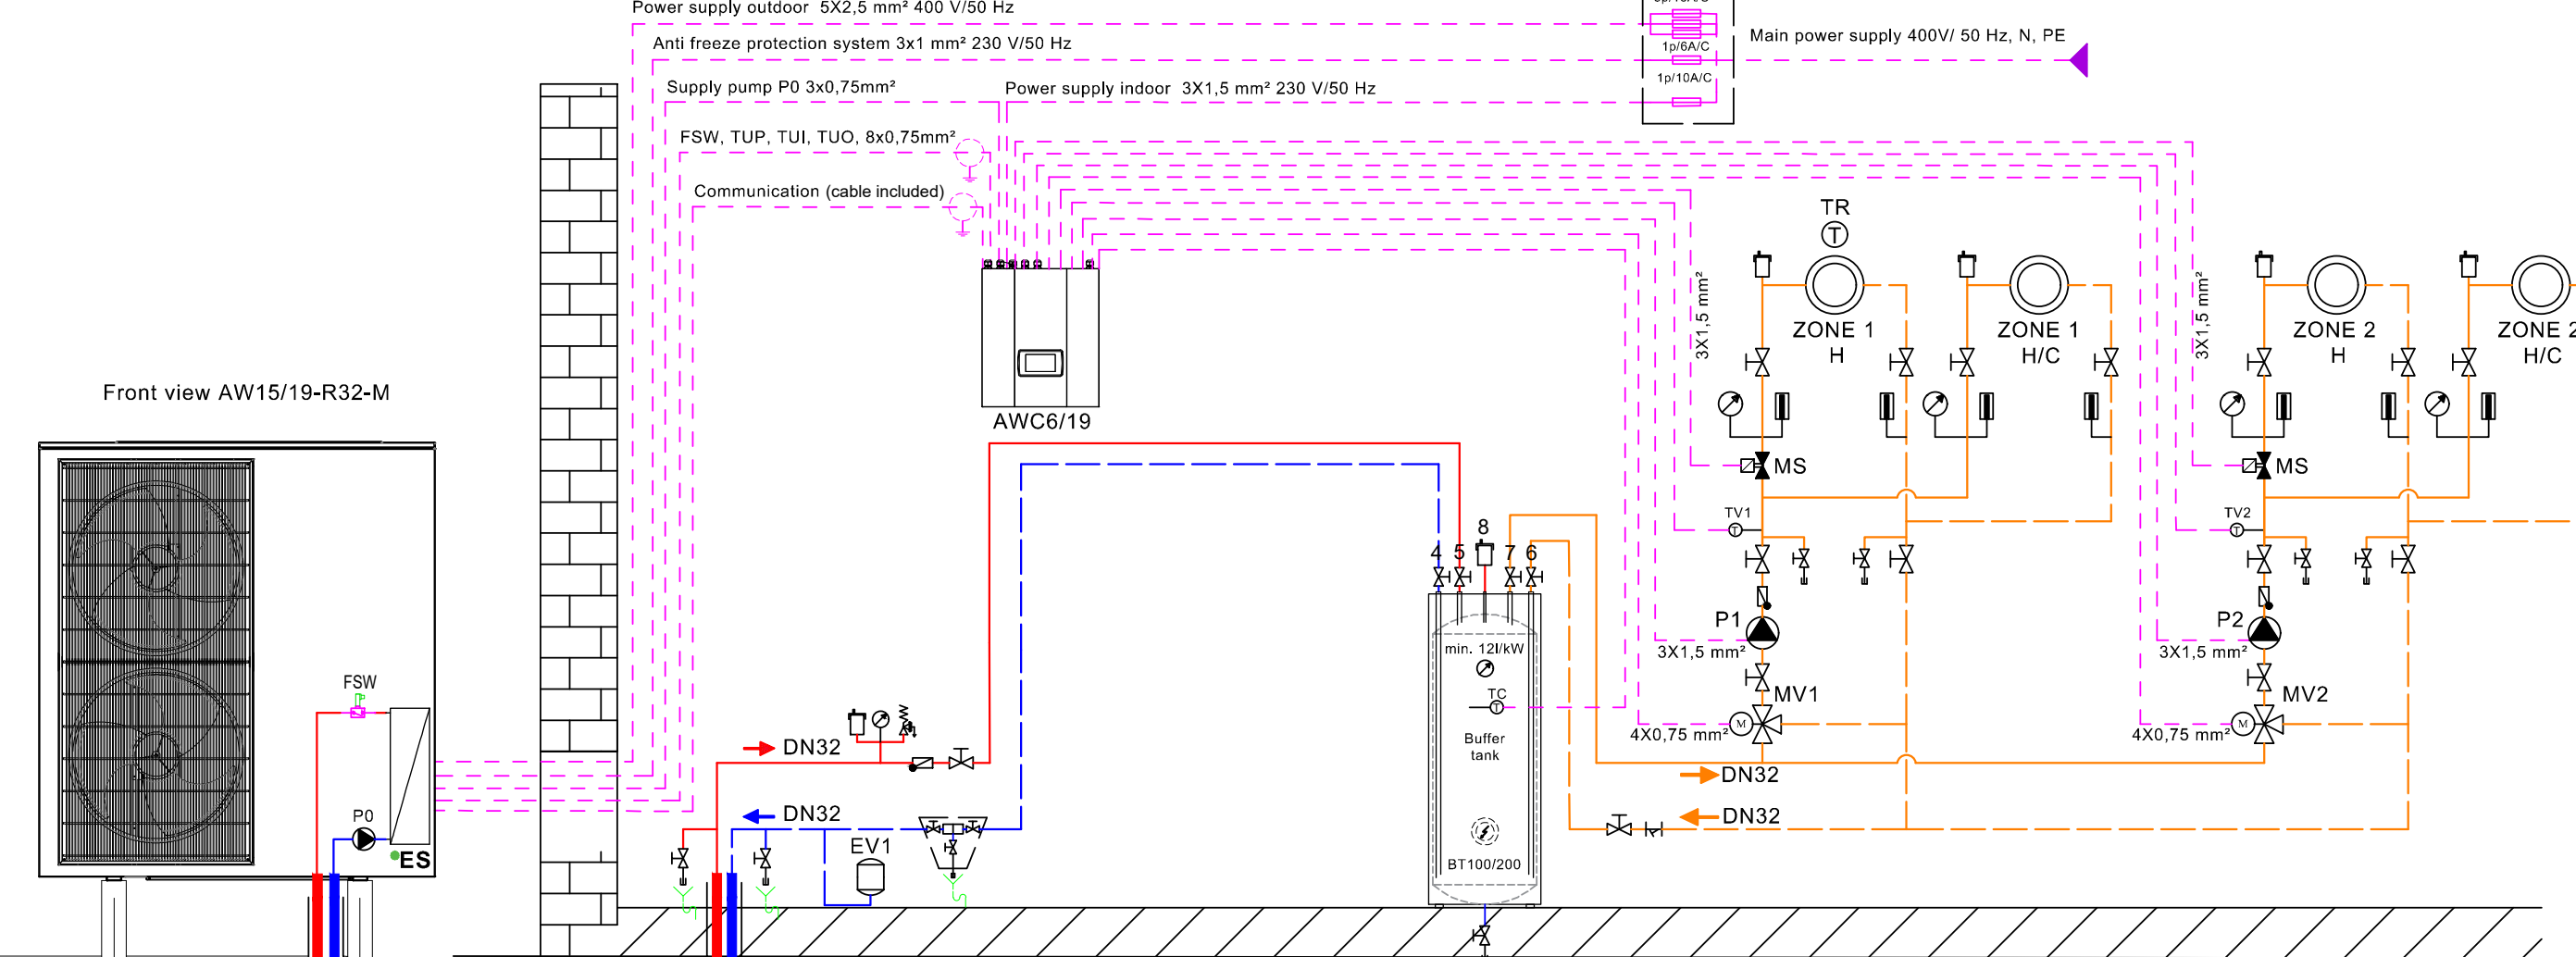 Power supply outdoor 5X2,5 mm² 400 V/50 Hz
Anti freeze protection system 3x1 mm² 230 V/50 Hz
1p/6A/C
Main power supply 400V/ 50 Hz, N, PE
1p/10A/C
Supply pump P0 3x0,75mm²
Power supply indoor 3X1,5 mm² 230 V/50 Hz
FSW, TUP, TUI, TUO, 8x0,75mm²
Communication (cable included)
TR
T
3X1,5 mm²
ZONE 1
H
ZONE 1
H/C
3X1,5 mm²
ZONE 2
H
ZONE 2
H/C
Front view AW15/19-R32-M
AWC6/19
MS
MS
TV1
T
TV2
T
4
5
8
7
6
P1
3X1,5 mm²
P2
3X1,5 mm²
min. 12l/kW
TC
T
MV1
M
4X0,75 mm²
MV2
M
4X0,75 mm²
FSW
Buffer
tank
DN32
DN32
DN32
DN32
P0
ES
EV1
BT100/200